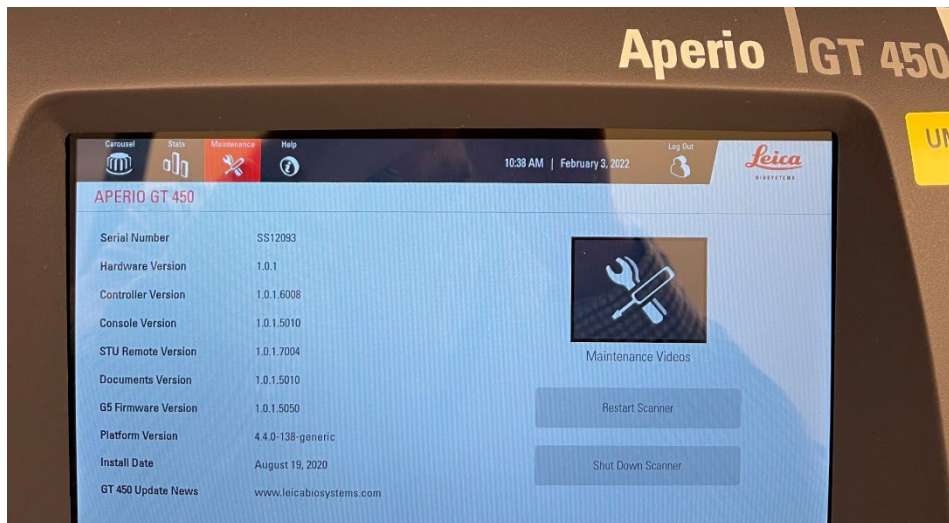 Aperio GT 450
UN
Carousel Stats Maintenance Help 10:38 AM | February 3, 2022 Log Out Leica
BIOSYSTEMS
APERIO GT 450
Serial Number SS12093
Hardware Version 1.0.1
Controller Version 1.0.1.6008
Console Version 1.0.1.5010
STU Remote Version 1.0.1.7004
Documents Version 1.0.1.5010
G5 Firmware Version 1.0.1.5050
Platform Version 4.4.0-138-generic
Install Date August 19, 2020
GT 450 Update News www.leicabiosystems.com
Maintenance Videos
Restart Scanner
Shut Down Scanner